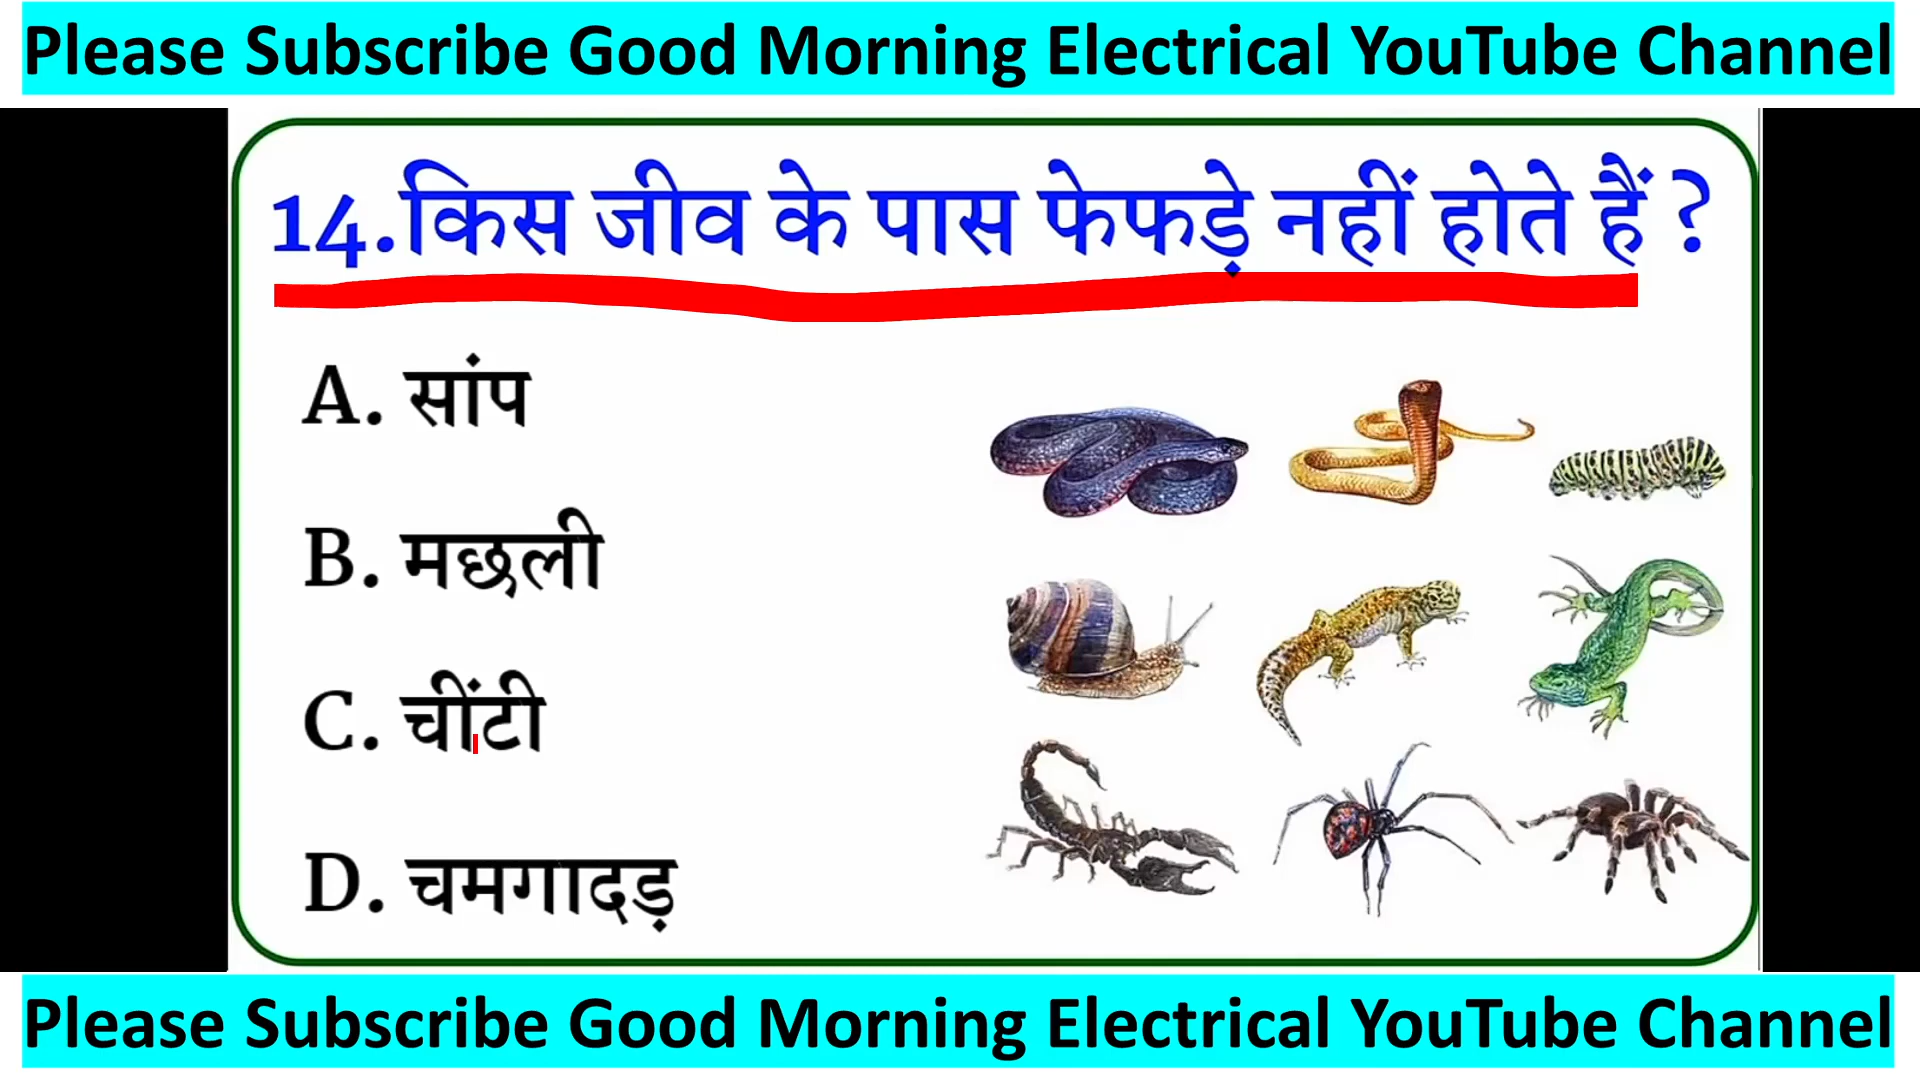 Please Subscribe Good Morning Electrical YouTube Channel
14.किस जीव के पास फेफड़े नहीं होते हैं ?
A. सांप
B. मछली
C. चींटी
D. चमगादड़
Please Subscribe Good Morning Electrical YouTube Channel